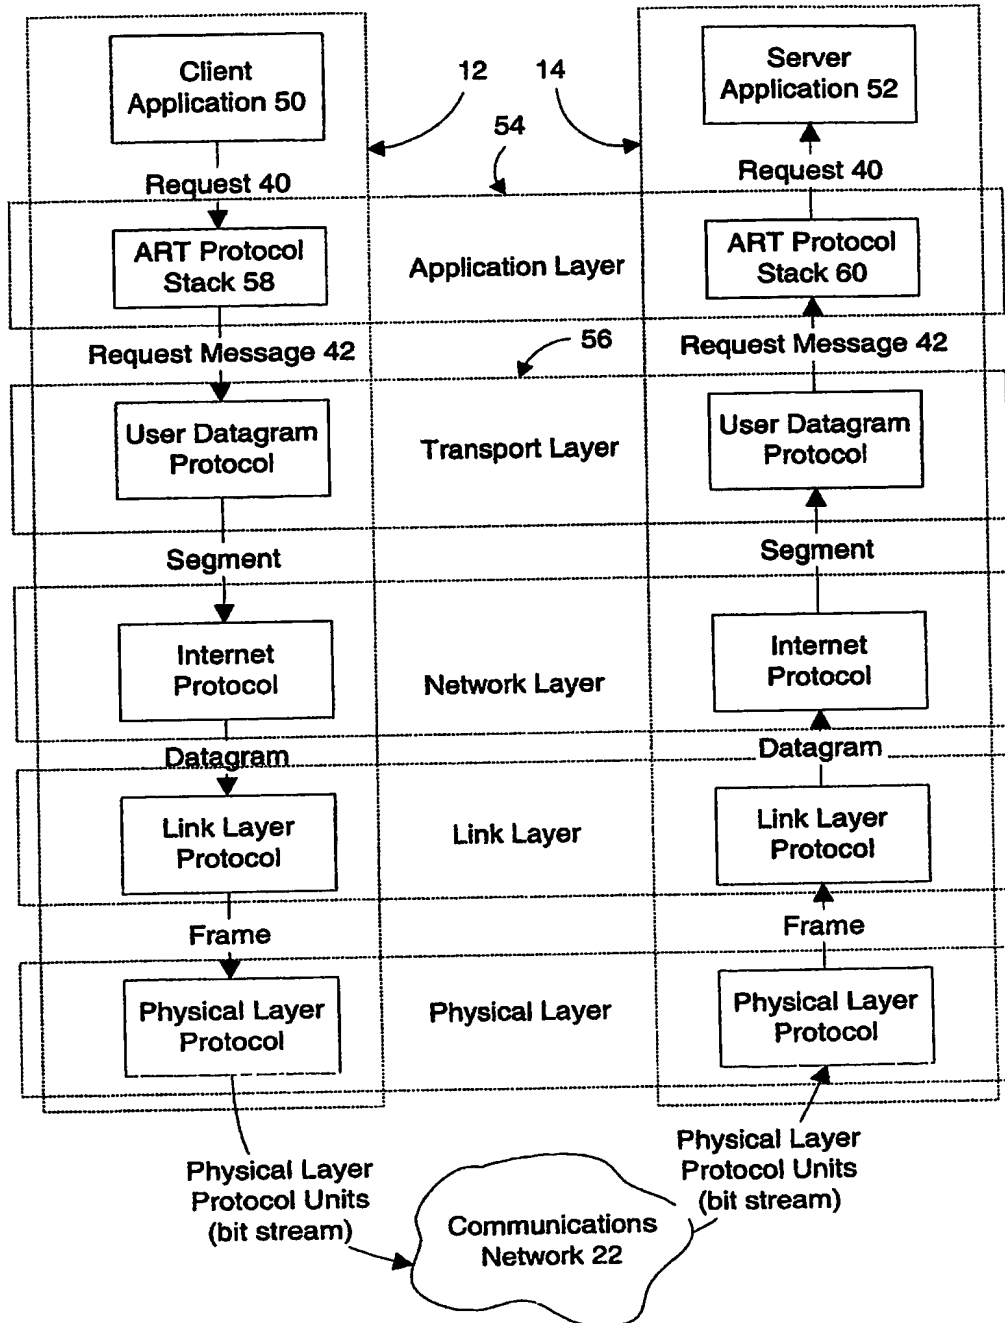 Client
Application 50
12
14
Server
Application 52
54
Request 40
Request 40
ART Protocol
Stack 58
Application Layer
ART Protocol
Stack 60
Request Message 42
56
Request Message 42
User Datagram
Protocol
Transport Layer
User Datagram
Protocol
Segment
Segment
Internet
Protocol
Network Layer
Internet
Protocol
Datagram
Datagram
Link Layer
Protocol
Link Layer
Link Layer
Protocol
Frame
Frame
Physical Layer
Protocol
Physical Layer
Physical Layer
Protocol
Physical Layer
Protocol Units
(bit stream)
Physical Layer
Protocol Units
(bit stream)
Communications
Network 22